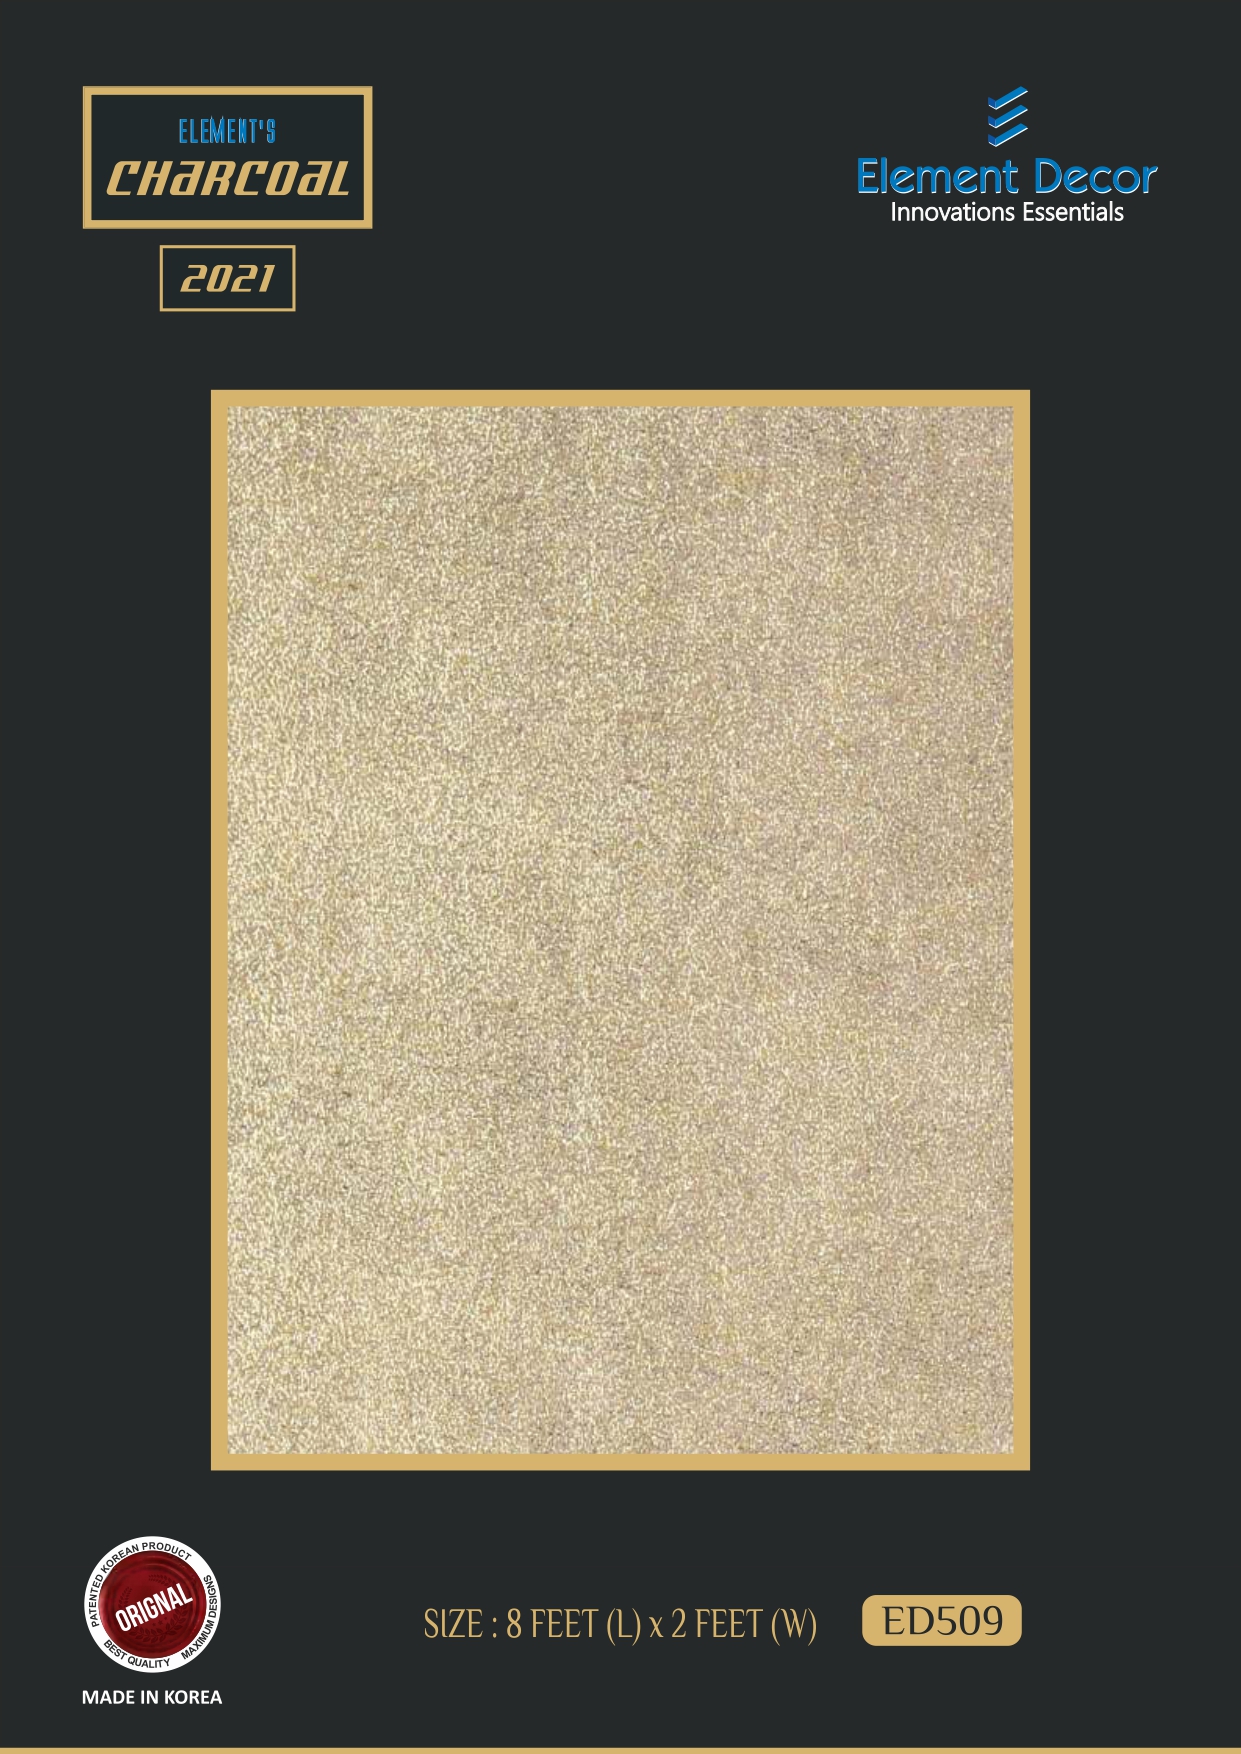 ELEMENT'S
CHARCOAL
2021
Element Decor
Innovations Essentials
PATENTED KOREAN PRODUCT
MAXIMUM DESIGNS
BEST QUALITY
ORIGNAL
MADE IN KOREA
SIZE : 8 FEET (L) x 2 FEET (W)
ED509